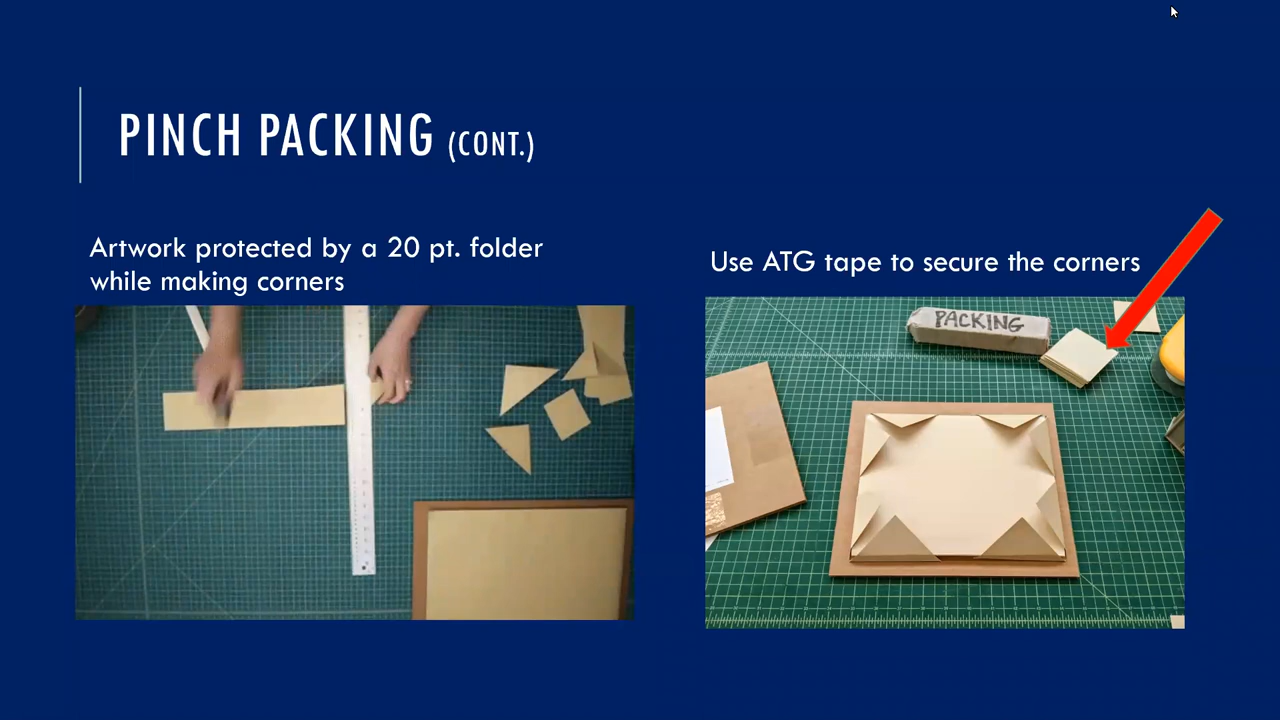 PINCH PACKING (CONT.)
Artwork protected by a 20 pt. folder
while making corners
Use ATG tape to secure the corners
PACKING